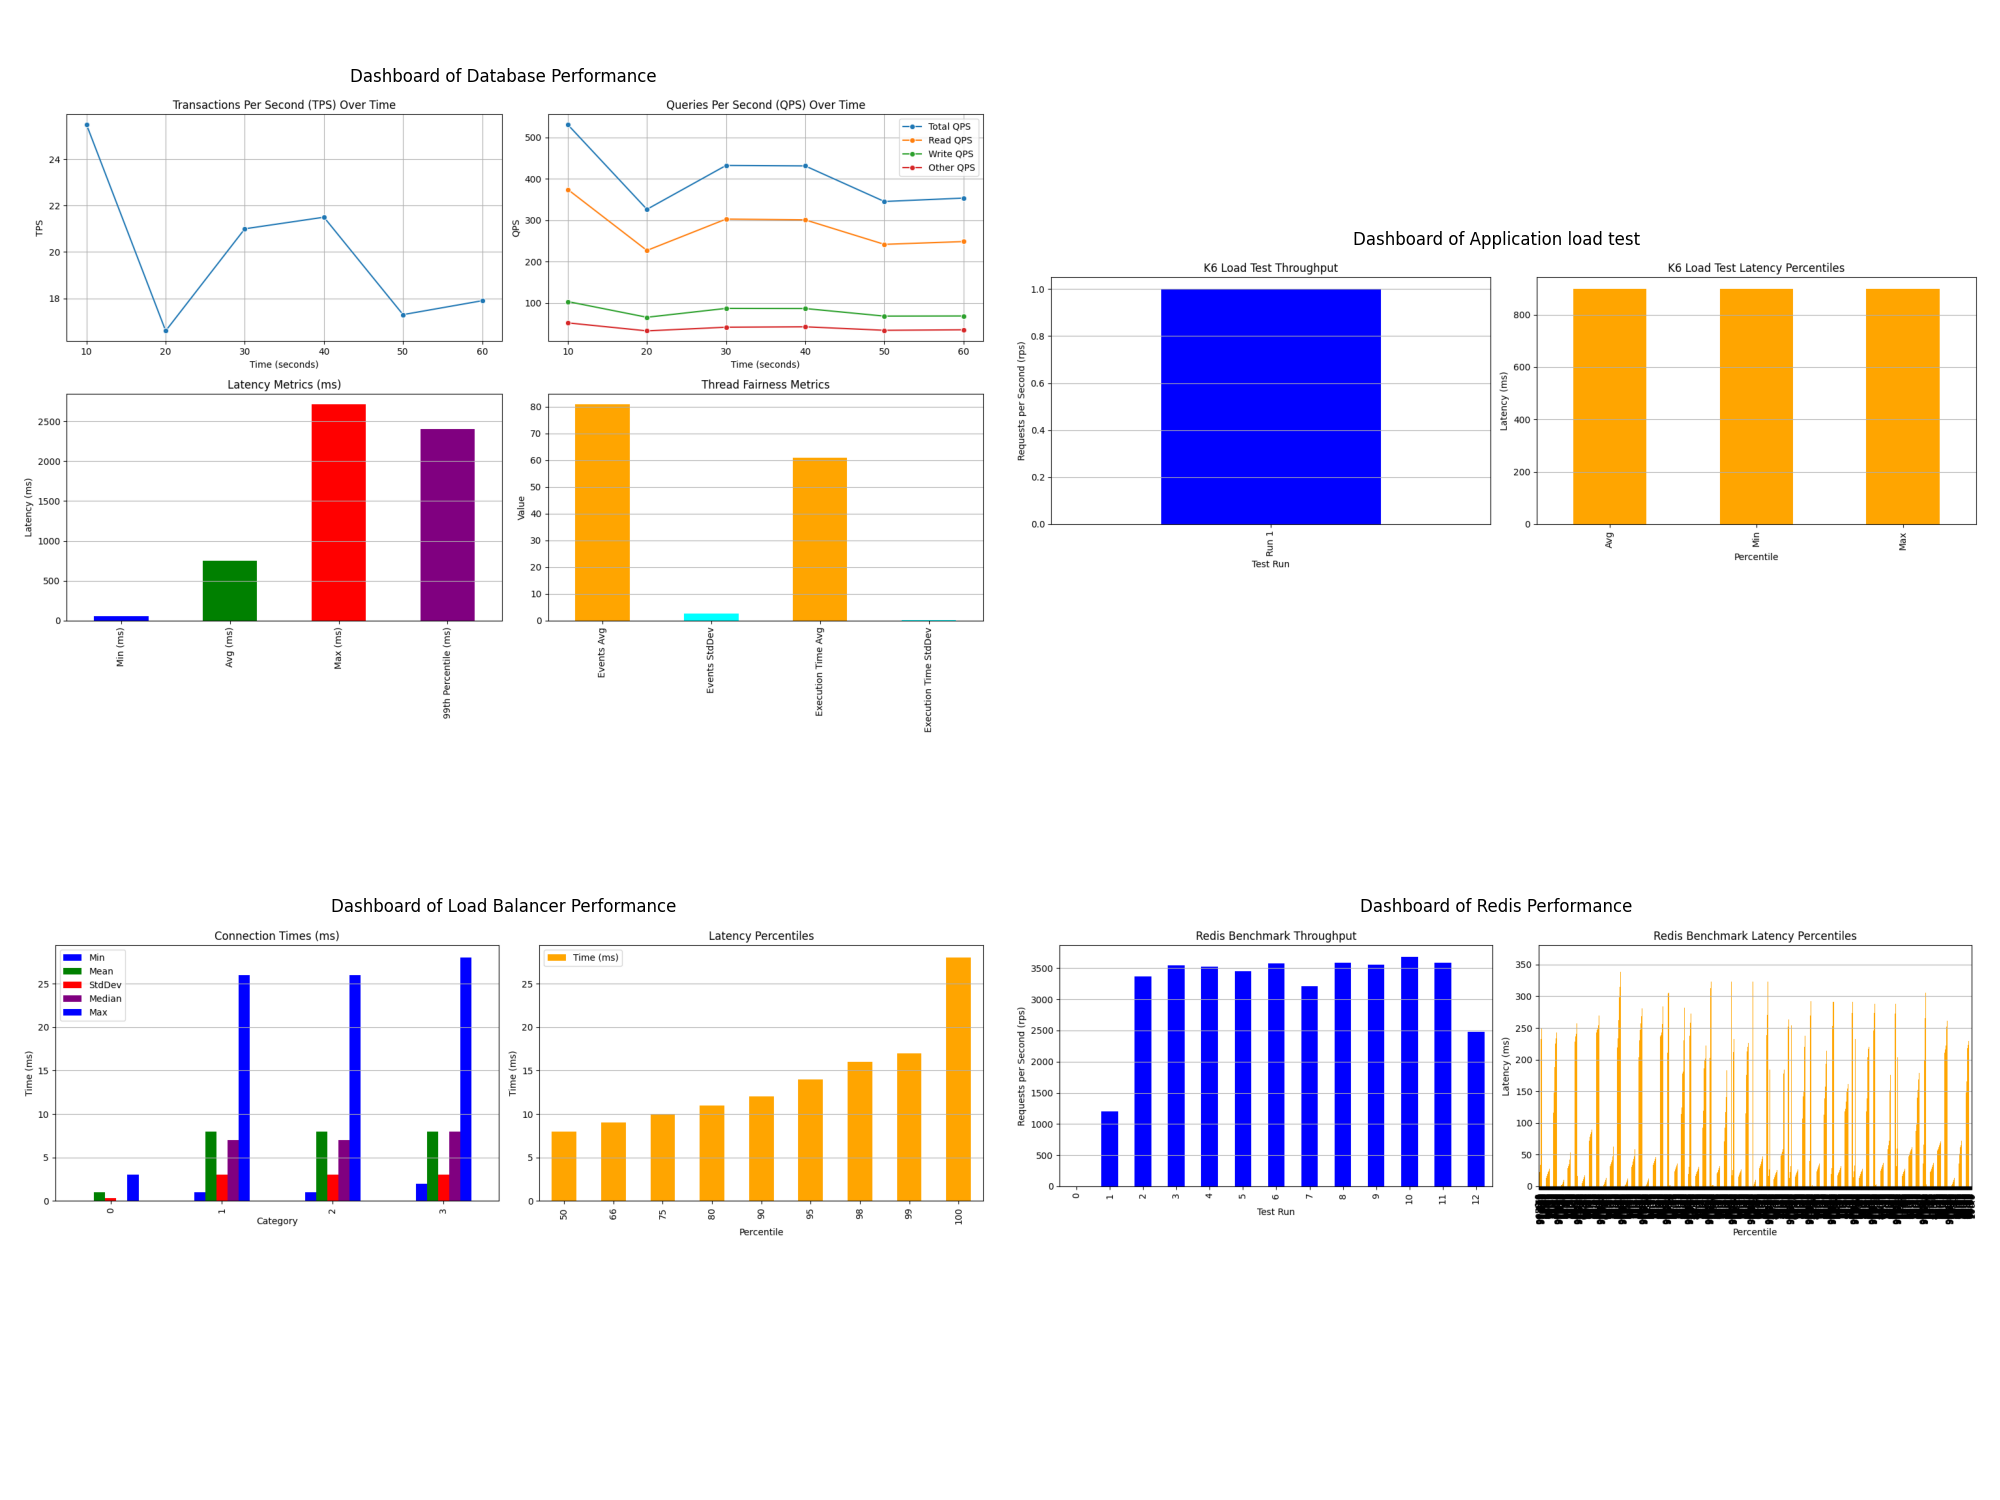 Dashboard of Database Performance
Transactions Per Second (TPS) Over Time
TPS
24
22
20
18
10 20 30 40 50 60
Time (seconds)
Queries Per Second (QPS) Over Time
Total QPS
Read QPS
Write QPS
Other QPS
QPS
500
400
300
200
100
10 20 30 40 50 60
Time (seconds)
Latency Metrics (ms)
Latency (ms)
2500
2000
1500
1000
500
0
Min (ms)
Avg (ms)
Max (ms)
99th Percentile (ms)
Thread Fairness Metrics
Value
80
70
60
50
40
30
20
10
0
Events Avg
Events StdDev
Execution Time Avg
Execution Time StdDev
Dashboard of Application load test
K6 Load Test Throughput
Requests per Second (rps)
1.0
0.8
0.6
0.4
0.2
0.0
Run 1
Test Run
K6 Load Test Latency Percentiles
Latency (ms)
800
600
400
200
0
Avg
Min
Max
Percentile
Dashboard of Load Balancer Performance
Connection Times (ms)
Min
Mean
StdDev
Median
Max
Time (ms)
25
20
15
10
5
0
0 1 2 3
Category
Latency Percentiles
Time (ms)
Time (ms)
25
20
15
10
5
0
50 66 75 80 90 95 98 99 100
Percentile
Dashboard of Redis Performance
Redis Benchmark Throughput
Requests per Second (rps)
3500
3000
2500
2000
1500
1000
500
0
0 1 2 3 4 5 6 7 8 9 10 11 12
Test Run
Redis Benchmark Latency Percentiles
Latency (ms)
350
300
250
200
150
100
50
0
Percentile